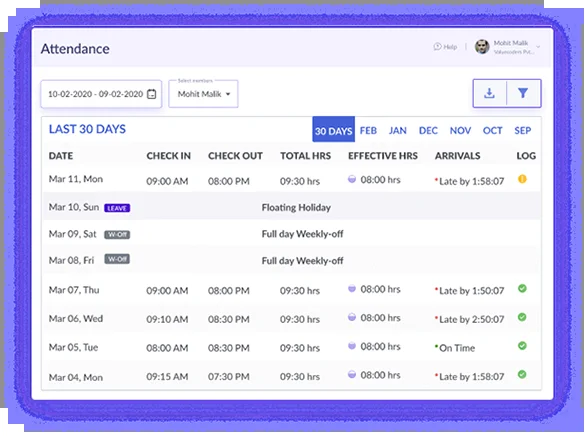 Attendance
Help
Mohit Malik
10-02-2020 - 09-02-2020
Select members
Mohit Malik
LAST 30 DAYS
30 DAYS FEB JAN DEC NOV OCT SEP
DATE CHECK IN CHECK OUT TOTAL HRS EFFECTIVE HRS ARRIVALS LOG
Mar 11, Mon 09:00 AM 08:00 PM 09:30 hrs 08:00 hrs *Late by 1:58:07
Mar 10, Sun LEAVE Floating Holiday
Mar 09, Sat W-Off Full day Weekly-off
Mar 08, Fri W-Off Full day Weekly-off
Mar 07, Thu 09:00 AM 08:00 PM 09:30 hrs 08:00 hrs *Late by 1:50:07
Mar 06, Wed 09:10 AM 08:30 PM 09:30 hrs 08:00 hrs *Late by 2:50:07
Mar 05, Tue 08:00 AM 08:30 PM 09:30 hrs 08:00 hrs *On Time
Mar 04, Mon 09:15 AM 07:30 PM 09:30 hrs 08:00 hrs *Late by 1:58:07